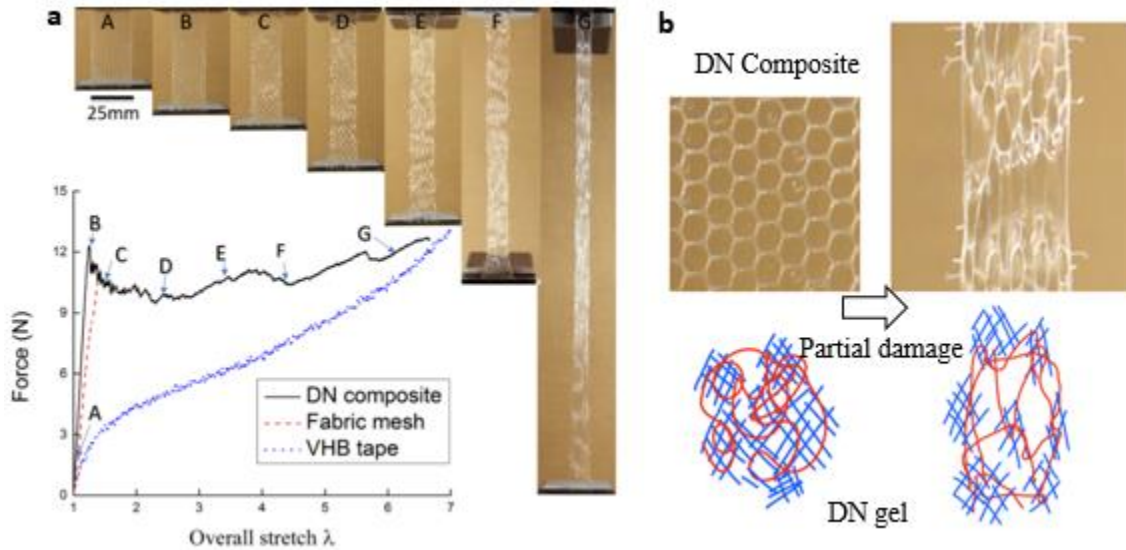 a
A B C D E F G
25mm
15
12
9
6
3
0
Force (N)
B
C
D
E
F
G
A
DN composite
Fabric mesh
VHB tape
1 2 3 4 5 6 7
Overall stretch λ
b
DN Composite
Partial damage
DN gel